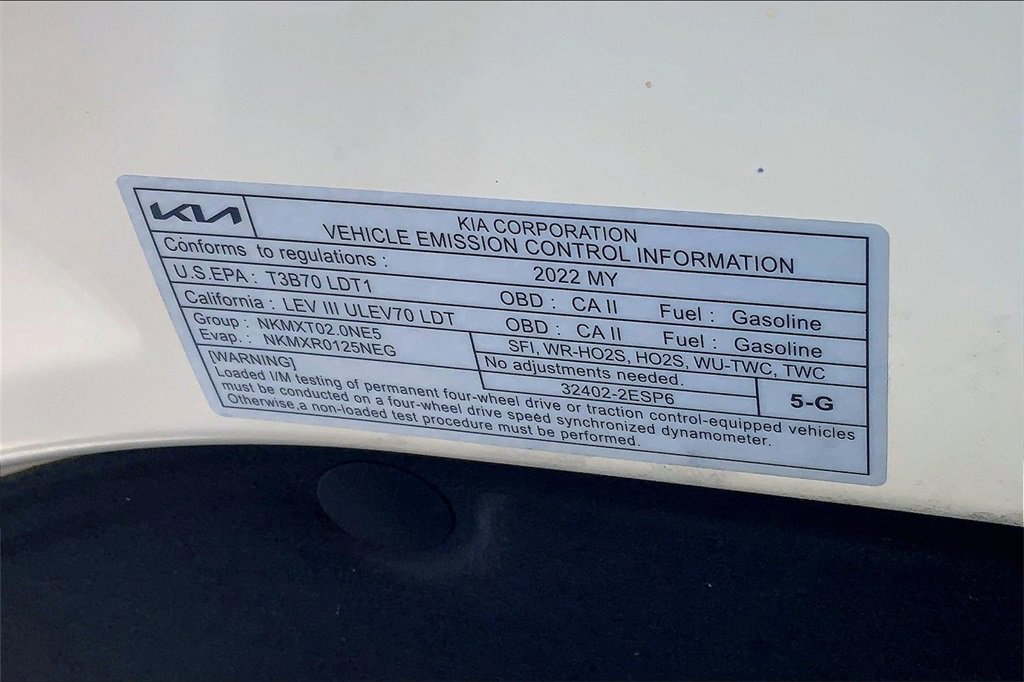 KIA
KIA CORPORATION
VEHICLE EMISSION CONTROL INFORMATION
Conforms to regulations : 2022 MY
U.S.EPA : T3B70 LDT1 OBD : CA II Fuel : Gasoline
California : LEV III ULEV70 LDT OBD : CA II Fuel : Gasoline
Group : NKMXT02.0NE5
Evap. : NKMXR0125NEG
SFI, WR-HO2S, HO2S, WU-TWC, TWC
No adjustments needed.
32402-2ESP6
5-G
[WARNING]
Loaded I/M testing of permanent four-wheel drive or traction control-equipped vehicles
must be conducted on a four-wheel drive speed synchronized dynamometer.
Otherwise,a non-loaded test procedure must be performed.